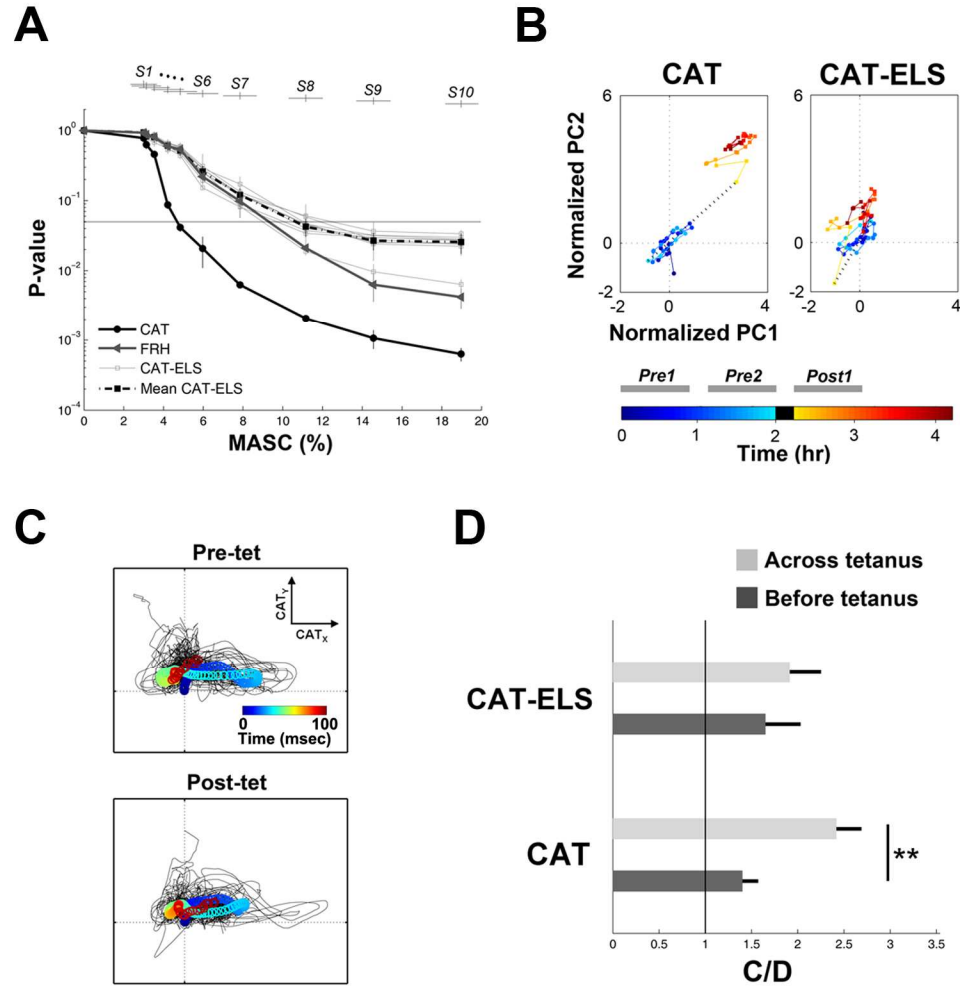 A
S1
S6
S7
S8
S9
S10
10⁰
10⁻¹
10⁻²
10⁻³
10⁻⁴
P-value
CAT
FRH
CAT-ELS
Mean CAT-ELS
0 2 4 6 8 10 12 14 16 18 20
MASC (%)
B
CAT CAT-ELS
6 6
0 0
-2 -2
-2 0 4 -2 0 4
Normalized PC2
Normalized PC1
Pre1 Pre2 Post1
0 1 2 3 4
Time (hr)
C
Pre-tet
CATY
CATX
0 100
Time (msec)
Post-tet
D
Across tetanus
Before tetanus
CAT-ELS
CAT
**
0 0.5 1 1.5 2 2.5 3 3.5
C/D